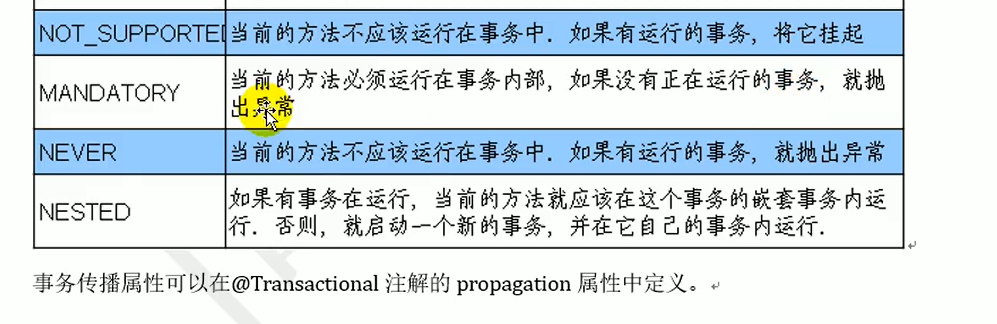 NOT_SUPPORTED 当前的方法不应该运行在事务中. 如果有运行的事务, 将它挂起
MANDATORY 当前的方法必须运行在事务内部, 如果没有正在运行的事务, 就抛
出异常
NEVER 当前的方法不应该运行在事务中. 如果有运行的事务, 就抛出异常
NESTED 如果有事务在运行, 当前的方法就应该在这个事务的嵌套事务内运
行. 否则, 就启动一个新的事务, 并在它自己的事务内运行.
事务传播属性可以在@Transactional 注解的 propagation 属性中定义。